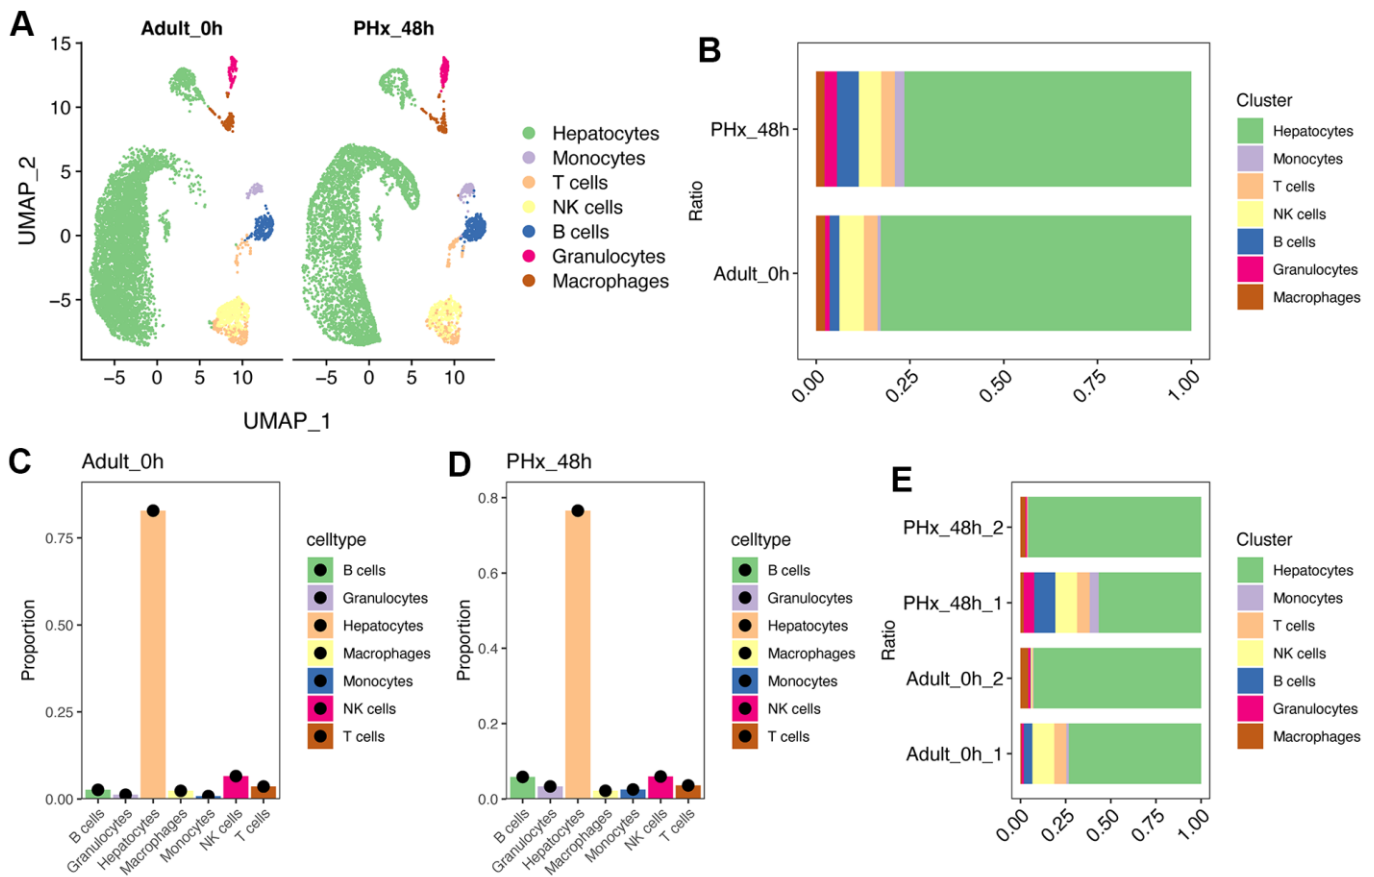 A
Adult_0h
PHx_48h
15
10
5
0
−5
UMAP_2
−5
0
5
10
−5
0
5
10
UMAP_1
Hepatocytes
Monocytes
T cells
NK cells
B cells
Granulocytes
Macrophages
B
Ratio
PHx_48h
Adult_0h
0.00
0.25
0.50
0.75
1.00
Cluster
Hepatocytes
Monocytes
T cells
NK cells
B cells
Granulocytes
Macrophages
C
Adult_0h
Proportion
0.75
0.50
0.25
0.00
B cells
Granulocytes
Hepatocytes
Macrophages
Monocytes
NK cells
T cells
celltype
B cells
Granulocytes
Hepatocytes
Macrophages
Monocytes
NK cells
T cells
D
PHx_48h
Proportion
0.8
0.6
0.4
0.2
0.0
B cells
Granulocytes
Hepatocytes
Macrophages
Monocytes
NK cells
T cells
celltype
B cells
Granulocytes
Hepatocytes
Macrophages
Monocytes
NK cells
T cells
E
Ratio
PHx_48h_2
PHx_48h_1
Adult_0h_2
Adult_0h_1
0.00
0.25
0.50
0.75
1.00
Cluster
Hepatocytes
Monocytes
T cells
NK cells
B cells
Granulocytes
Macrophages